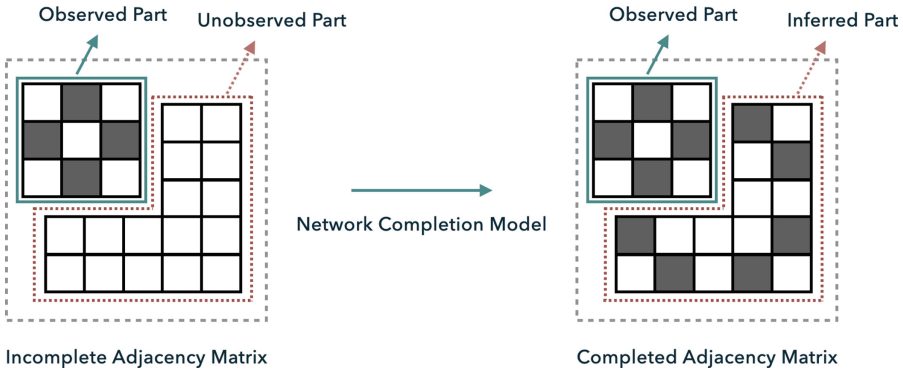 Observed Part
Unobserved Part
Observed Part
Inferred Part
Network Completion Model
Incomplete Adjacency Matrix
Completed Adjacency Matrix